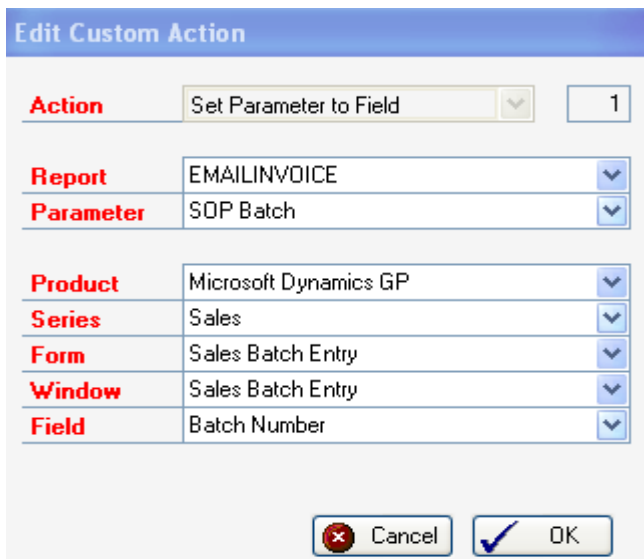 Edit Custom Action
Action Set Parameter to Field 1
Report EMAILINVOICE
Parameter SOP Batch
Product Microsoft Dynamics GP
Series Sales
Form Sales Batch Entry
Window Sales Batch Entry
Field Batch Number
Cancel OK